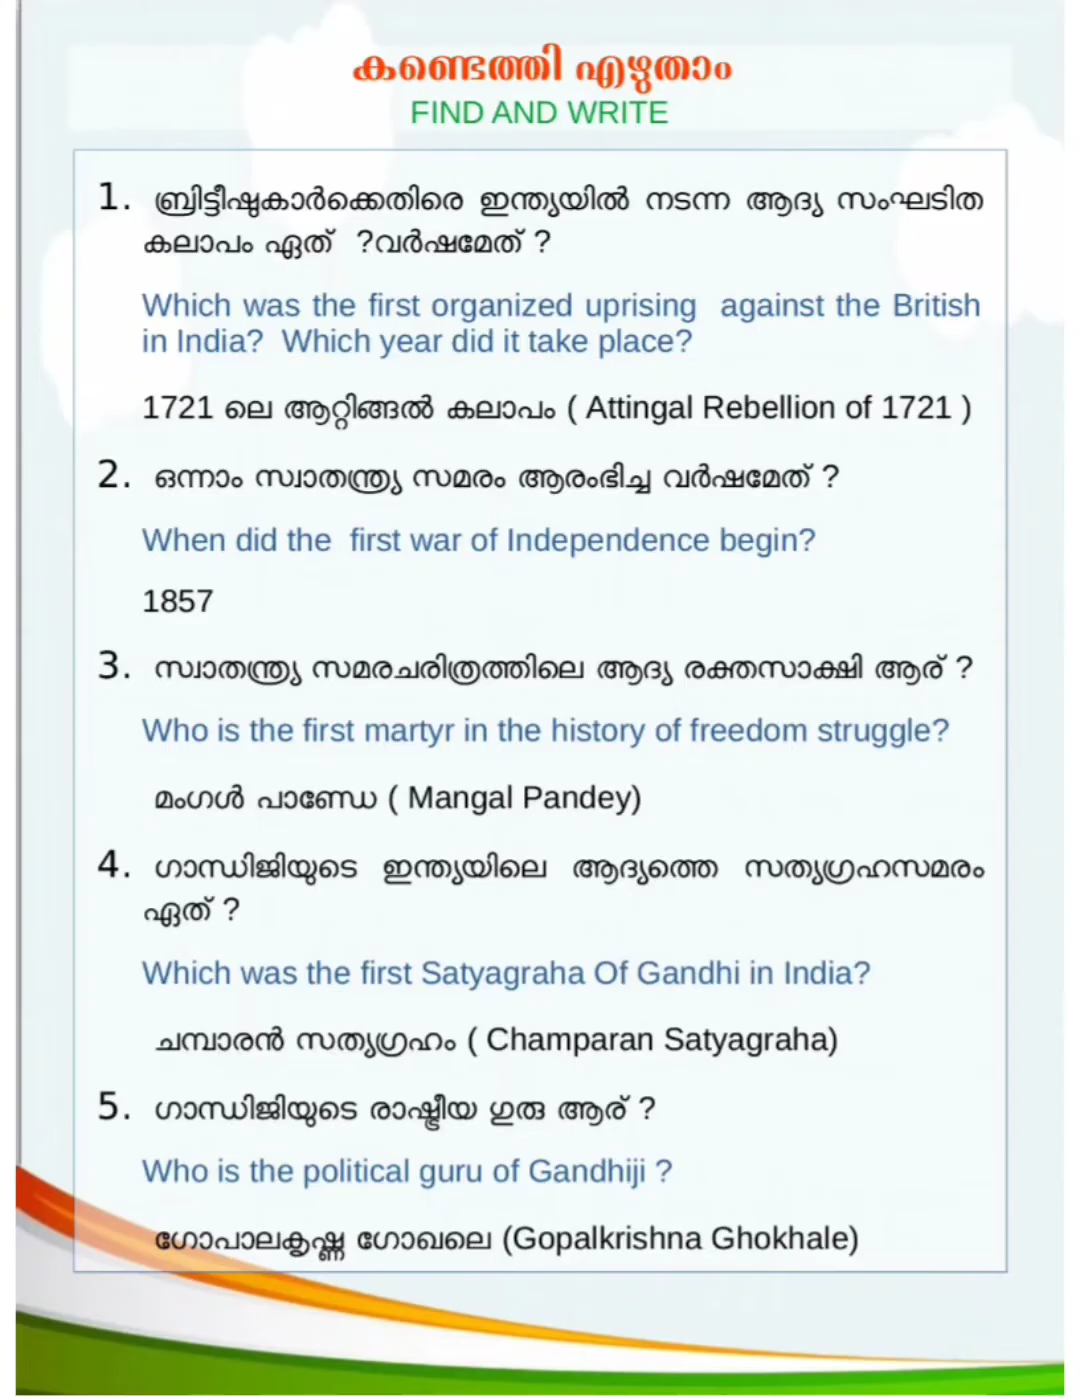 കണ്ടെത്തി എഴുതാം
FIND AND WRITE
1. ബ്രിട്ടീഷുകാർക്കെതിരെ ഇന്ത്യയിൽ നടന്ന ആദ്യ സംഘടിത
കലാപം ഏത് ?വർഷമേത് ?
Which was the first organized uprising against the British
in India? Which year did it take place?
1721 ലെ ആറ്റിങ്ങൽ കലാപം ( Attingal Rebellion of 1721 )
2. ഒന്നാം സ്വാതന്ത്ര്യ സമരം ആരംഭിച്ച വർഷമേത് ?
When did the first war of Independence begin?
1857
3. സ്വാതന്ത്ര്യ സമരചരിത്രത്തിലെ ആദ്യ രക്തസാക്ഷി ആര് ?
Who is the first martyr in the history of freedom struggle?
മംഗൾ പാണ്ഡേ ( Mangal Pandey)
4. ഗാന്ധിജിയുടെ ഇന്ത്യയിലെ ആദ്യത്തെ സത്യഗ്രഹസമരം
ഏത് ?
Which was the first Satyagraha Of Gandhi in India?
ചമ്പാരൻ സത്യഗ്രഹം ( Champaran Satyagraha)
5. ഗാന്ധിജിയുടെ രാഷ്ട്രീയ ഗുരു ആര് ?
Who is the political guru of Gandhiji ?
ഗോപാലകൃഷ്ണ ഗോഖലെ (Gopalkrishna Ghokhale)